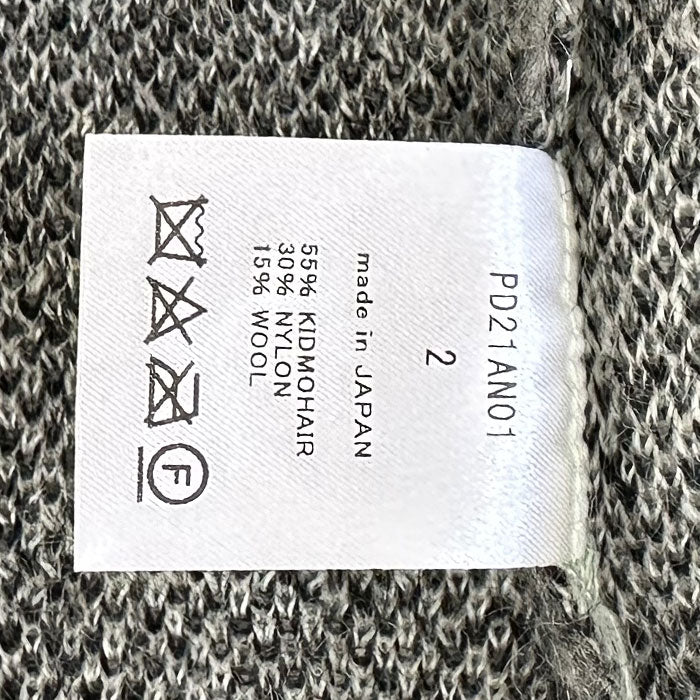 PD21AN01
2
made in JAPAN
55% KIDMOHAIR
30% NYLON
15% WOOL
F